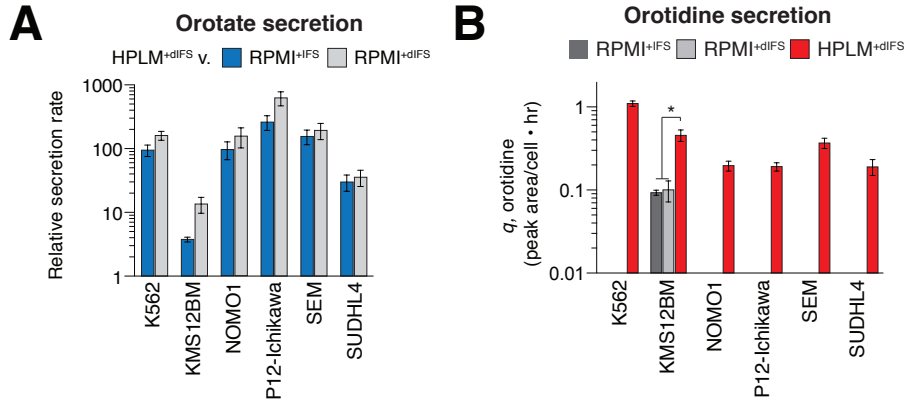 A
Orotate secretion
HPLM+dIFS v. RPMI+IFS RPMI+dIFS
Relative secretion rate
1000
100
10
1
K562
KMS12BM
NOMO1
P12-Ichikawa
SEM
SUDHL4
B
Orotidine secretion
RPMI+IFS RPMI+dIFS HPLM+dIFS
q, orotidine
(peak area/cell • hr)
1
0.1
0.01
*
K562
KMS12BM
NOMO1
P12-Ichikawa
SEM
SUDHL4